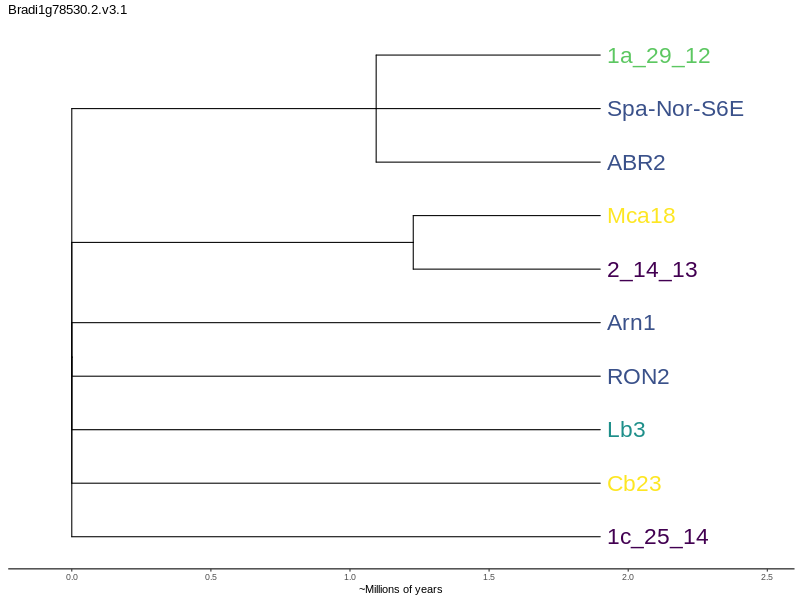 Bradi1g78530.2.v3.1
1a_29_12
Spa-Nor-S6E
ABR2
Mca18
2_14_13
Arn1
RON2
Lb3
Cb23
1c_25_14
0.0 0.5 1.0 1.5 2.0 2.5
~Millions of years